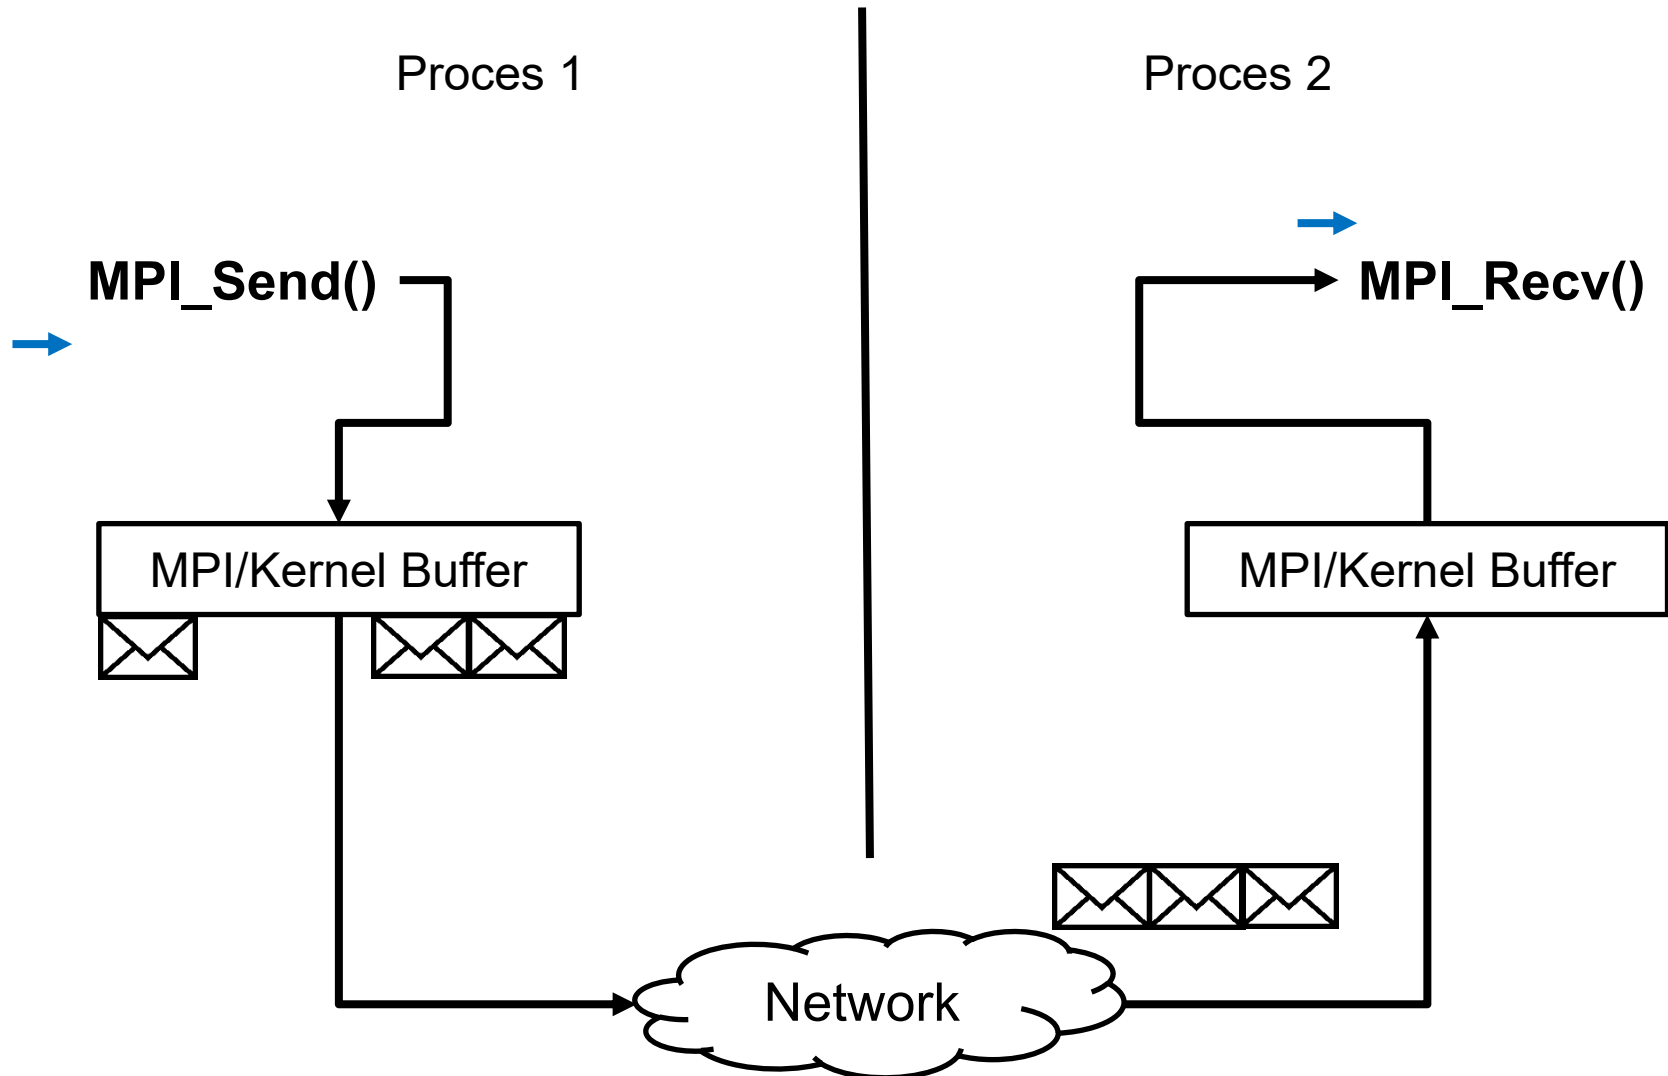 Proces 1
Proces 2
MPI_Send()
MPI_Recv()
MPI/Kernel Buffer
MPI/Kernel Buffer
Network